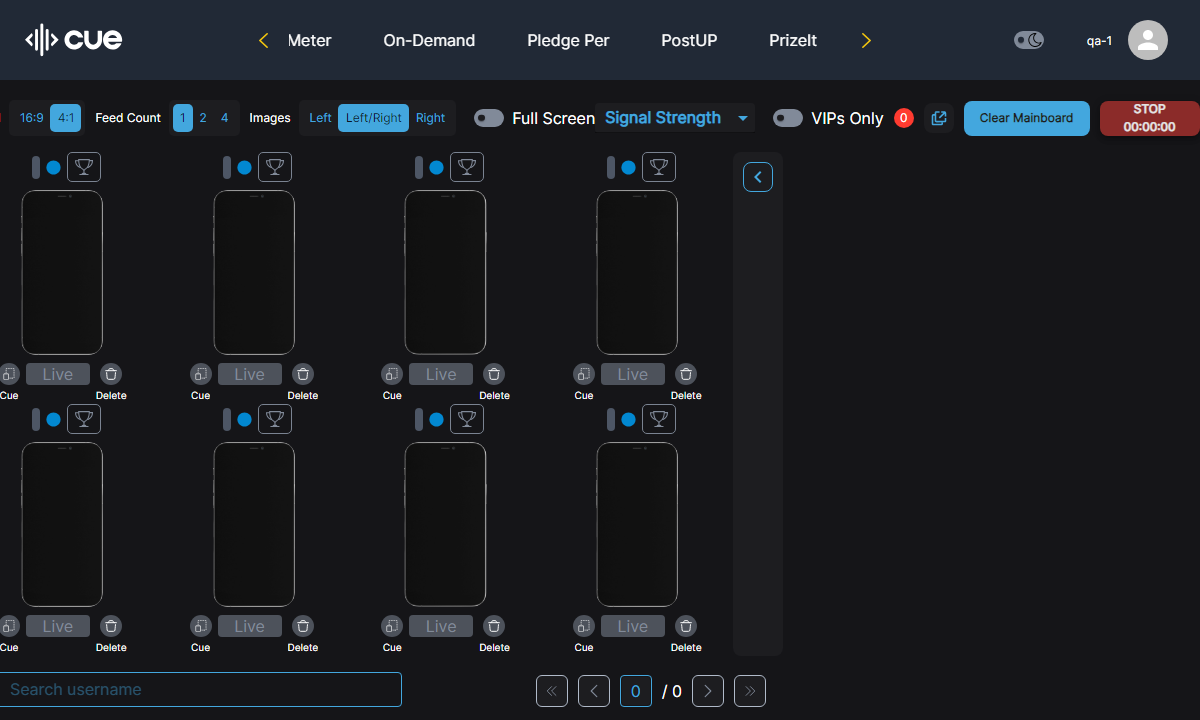 cue
Meter On-Demand Pledge Per PostUP PrizeIt
qa-1
16:9 4:1 Feed Count 1 2 4 Images Left Left/Right Right Full Screen Signal Strength VIPs Only 0 Clear Mainboard STOP
00:00:00
Live Live Live Live
Cue Delete Cue Delete Cue Delete Cue Delete
Live Live Live Live
Cue Delete Cue Delete Cue Delete Cue Delete
Search username 0 / 0